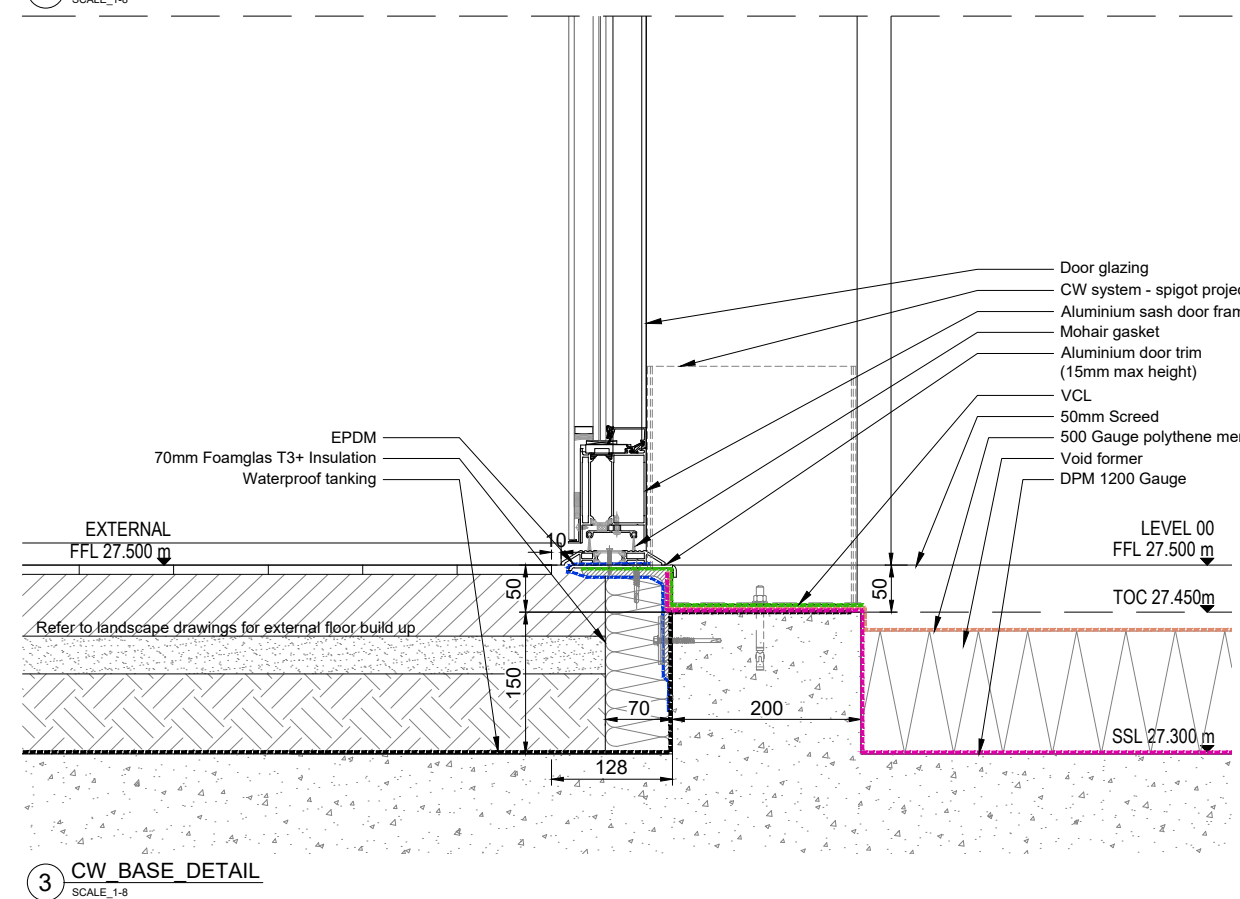 SCALE_1-8
Door glazing
CW system - spigot
Aluminium sash door
Mohair gasket
Aluminium door trim
(15mm max height)
VCL
50mm Screed
500 Gauge polythene
Void former
DPM 1200 Gauge
EPDM
70mm Foamglas T3+ Insulation
Waterproof tanking
EXTERNAL
FFL 27.500 m
10
LEVEL 00
FFL 27.500 m
50
50
TOC 27.450m
Refer to landscape drawings for external floor build up
150
70
200
SSL 27.300 m
128
3
CW_BASE_DETAIL
SCALE_1-8